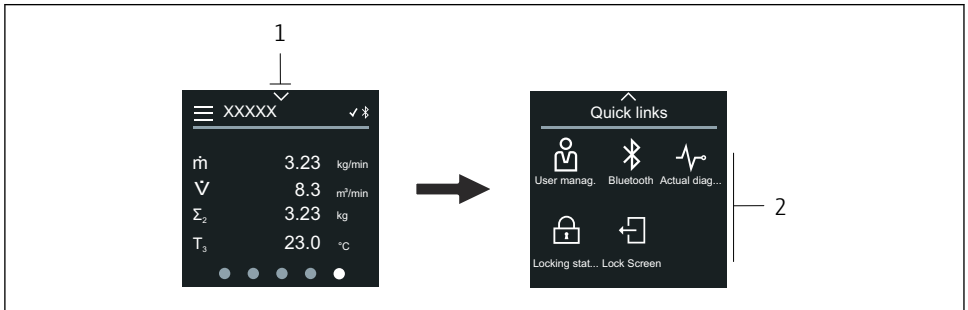 1
XXXXX
ṁ 3.23 kg/min
V̇ 8.3 m³/min
Σ₂ 3.23 kg
T₃ 23.0 °C
Quick links
User manag. Bluetooth Actual diag...
Locking stat... Lock Screen
2